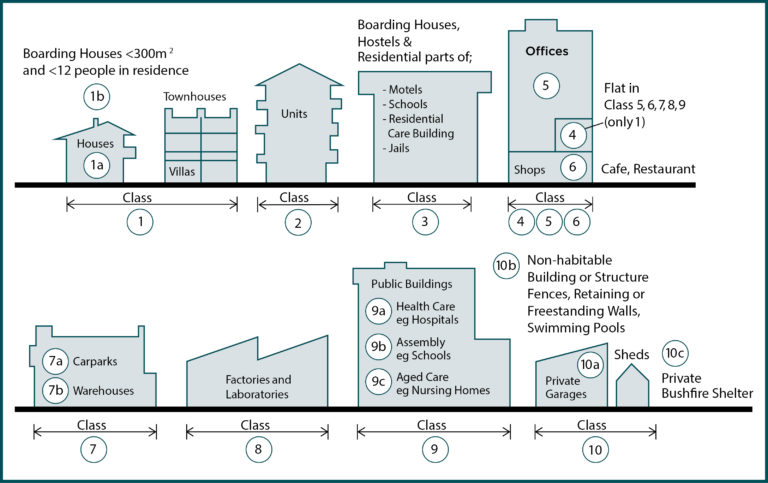 Boarding Houses <300m²
and <12 people in residence
1b
Houses
1a
Townhouses
Villas
Class
1
Units
Class
2
Boarding Houses,
Hostels &
Residential parts of;
- Motels
- Schools
- Residential
Care Building
- Jails
Class
3
Offices
5
4
Shops
6
Flat in
Class 5, 6, 7, 8, 9
(only 1)
Cafe, Restaurant
Class
4 5 6
7a Carparks
7b Warehouses
Class
7
Factories and
Laboratories
Class
8
Public Buildings
9a Health Care
eg Hospitals
9b Assembly
eg Schools
9c Aged Care
eg Nursing Homes
Class
9
10b Non-habitable
Building or Structure
Fences, Retaining or
Freestanding Walls,
Swimming Pools
10a
Private
Garages
Sheds
10c
Private
Bushfire Shelter
Class
10